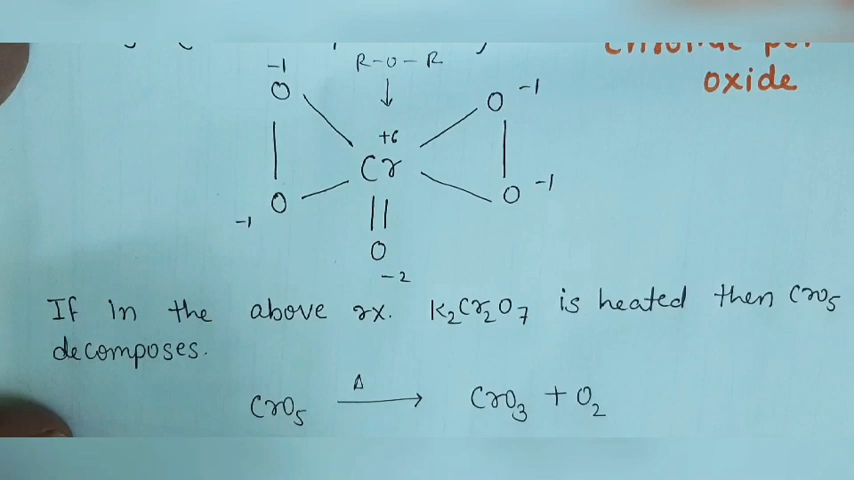 oxide
R-O-R
-1
O
O -1
+6
Cr
O
-1
O -1
O
-2
If in the above rx. K₂Cr₂O₇ is heated then CrO₅
decomposes.
Δ
CrO₅ ⟶ CrO₃ + O₂